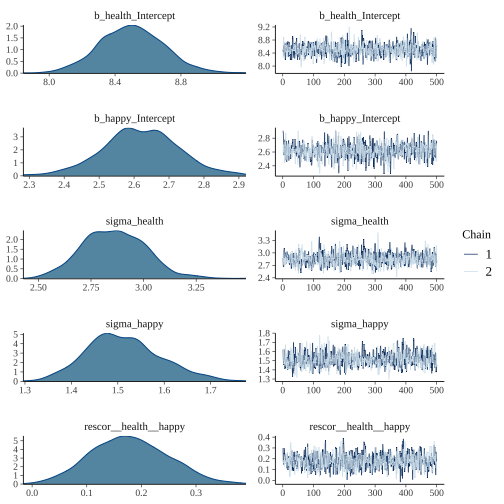 b_health_Intercept
2.0
1.5
1.0
0.5
0.0
8.0 8.4 8.8
b_health_Intercept
9.2
8.8
8.4
8.0
0 100 200 300 400 500
b_happy_Intercept
3
2
1
0
2.3 2.4 2.5 2.6 2.7 2.8 2.9
b_happy_Intercept
2.8
2.6
2.4
0 100 200 300 400 500
sigma_health
2.0
1.5
1.0
0.5
0.0
2.50 2.75 3.00 3.25
sigma_health
3.3
3.0
2.7
2.4
0 100 200 300 400 500
Chain
1
2
sigma_happy
5
4
3
2
1
0
1.3 1.4 1.5 1.6 1.7
sigma_happy
1.8
1.7
1.6
1.5
1.4
1.3
0 100 200 300 400 500
rescor__health__happy
5
4
3
2
1
0
0.0 0.1 0.2 0.3
rescor__health__happy
0.4
0.3
0.2
0.1
0.0
0 100 200 300 400 500